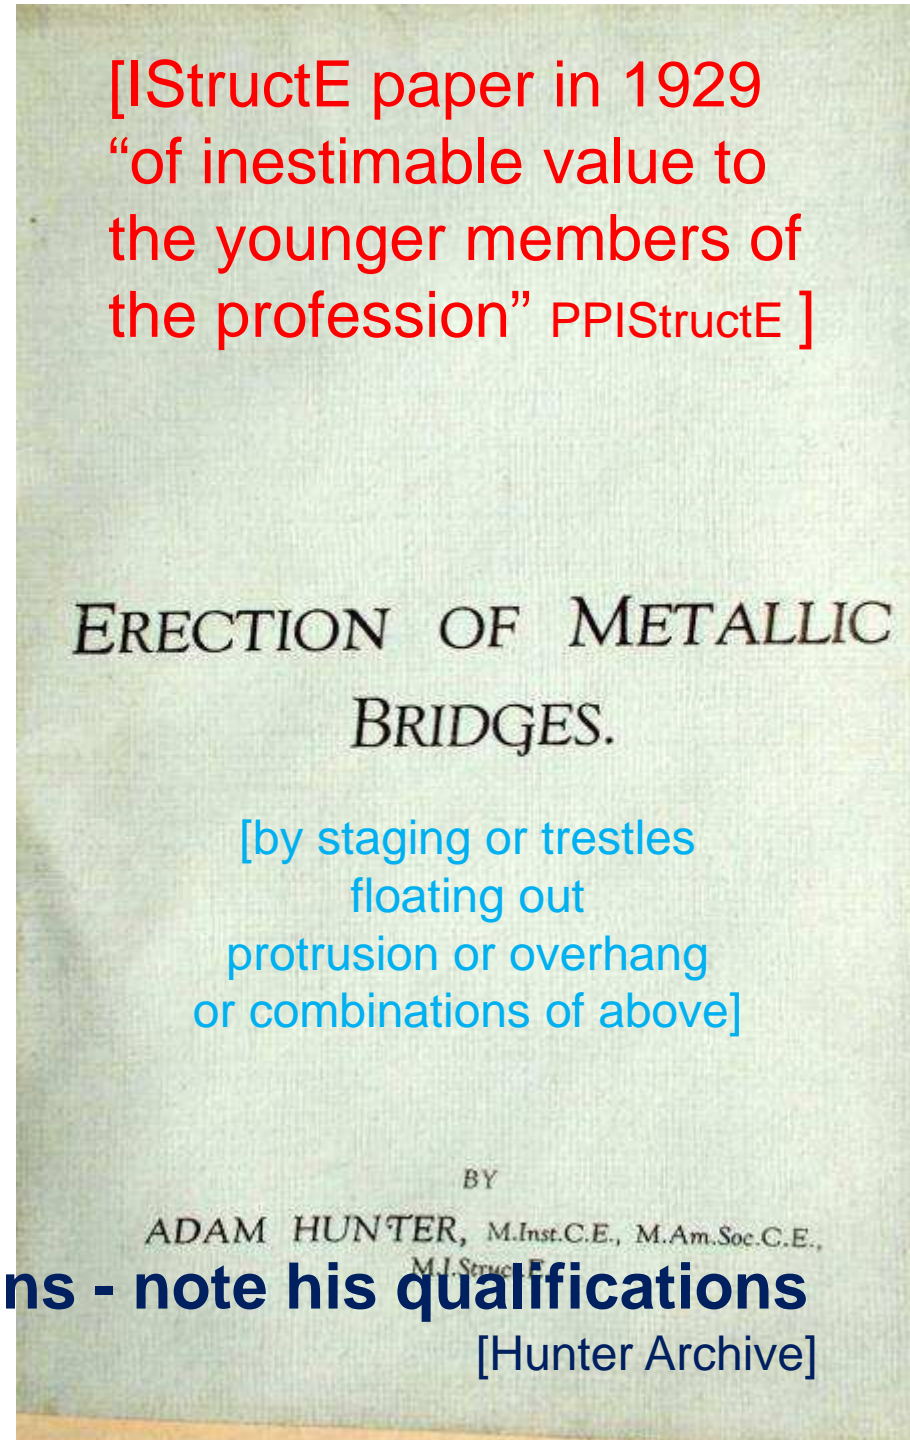 [IStructE paper in 1929
“of inestimable value to
the younger members of
the profession” PPIStructE ]
ERECTION OF METALLIC
BRIDGES.
[by staging or trestles
floating out
protrusion or overhang
or combinations of above]
BY
ADAM HUNTER, M.Inst.C.E., M.Am.Soc.C.E.,
M.I.Struct.E.
ns - note his qualifications
[Hunter Archive]